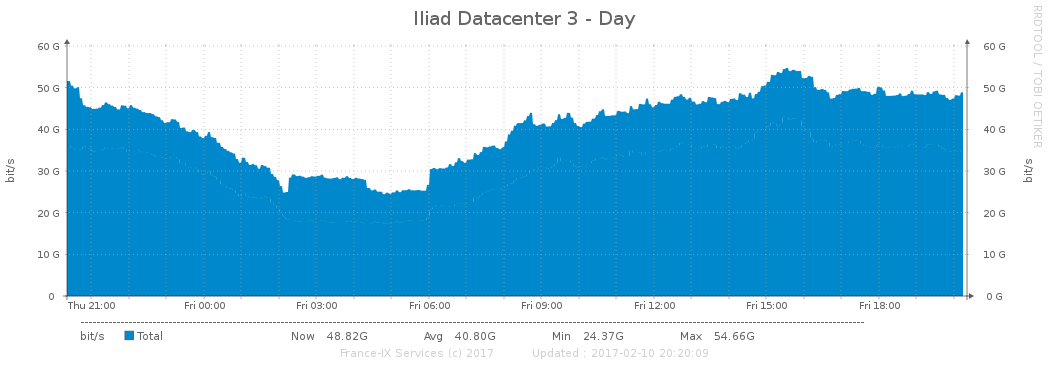 Iliad Datacenter 3 - Day
RRDTOOL / TOBI OETIKER
60 G 60 G
50 G 50 G
40 G 40 G
30 G 30 G
20 G 20 G
10 G 10 G
0 0 G
bit/s bit/s
Thu 21:00 Fri 00:00 Fri 03:00 Fri 06:00 Fri 09:00 Fri 12:00 Fri 15:00 Fri 18:00
bit/s Total Now 48.82G Avg 40.80G Min 24.37G Max 54.66G
France-IX Services (c) 2017 Updated : 2017-02-10 20:20:09